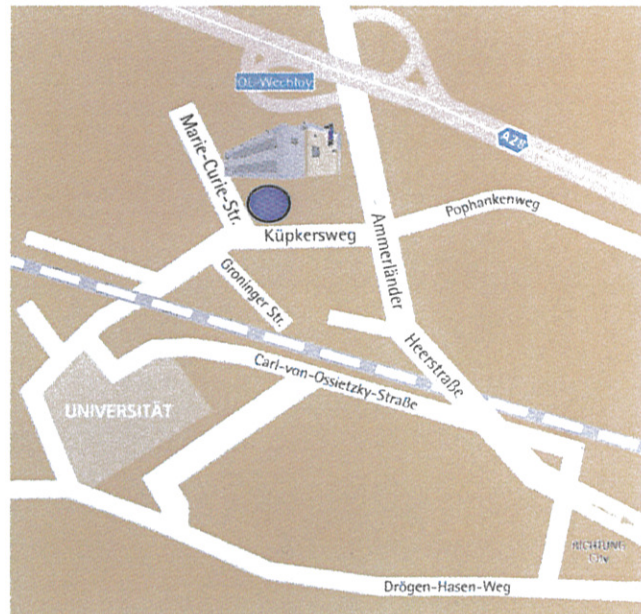 OL-Wechloy
A28
Marie-Curie-Str.
Pophankenweg
Küpkersweg
Ammerländer
Groninger Str.
Heerstraße
Carl-von-Ossietzky-Straße
UNIVERSITÄT
RICHTUNG
City
Drögen-Hasen-Weg